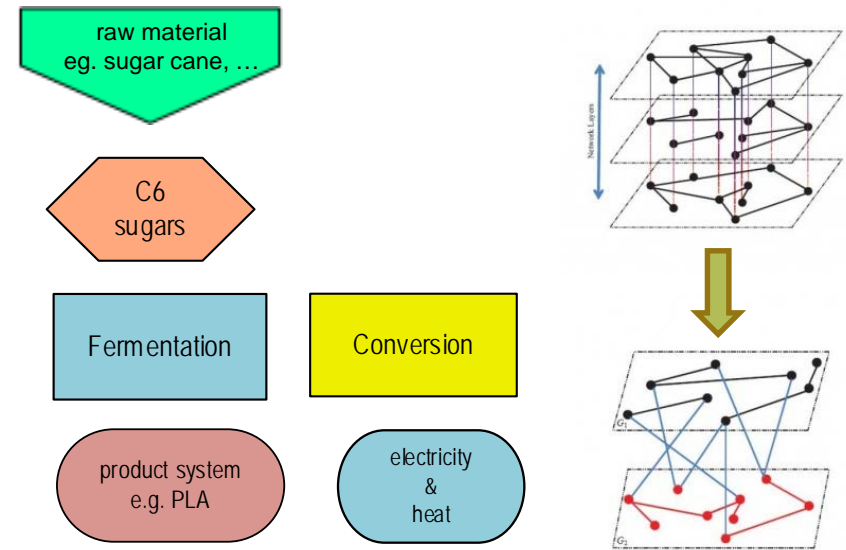 raw material
eg. sugar cane, …
C6
sugars
Fermentation
Conversion
product system
e.g. PLA
electricity
&
heat
Network Layers
G₁
G₂